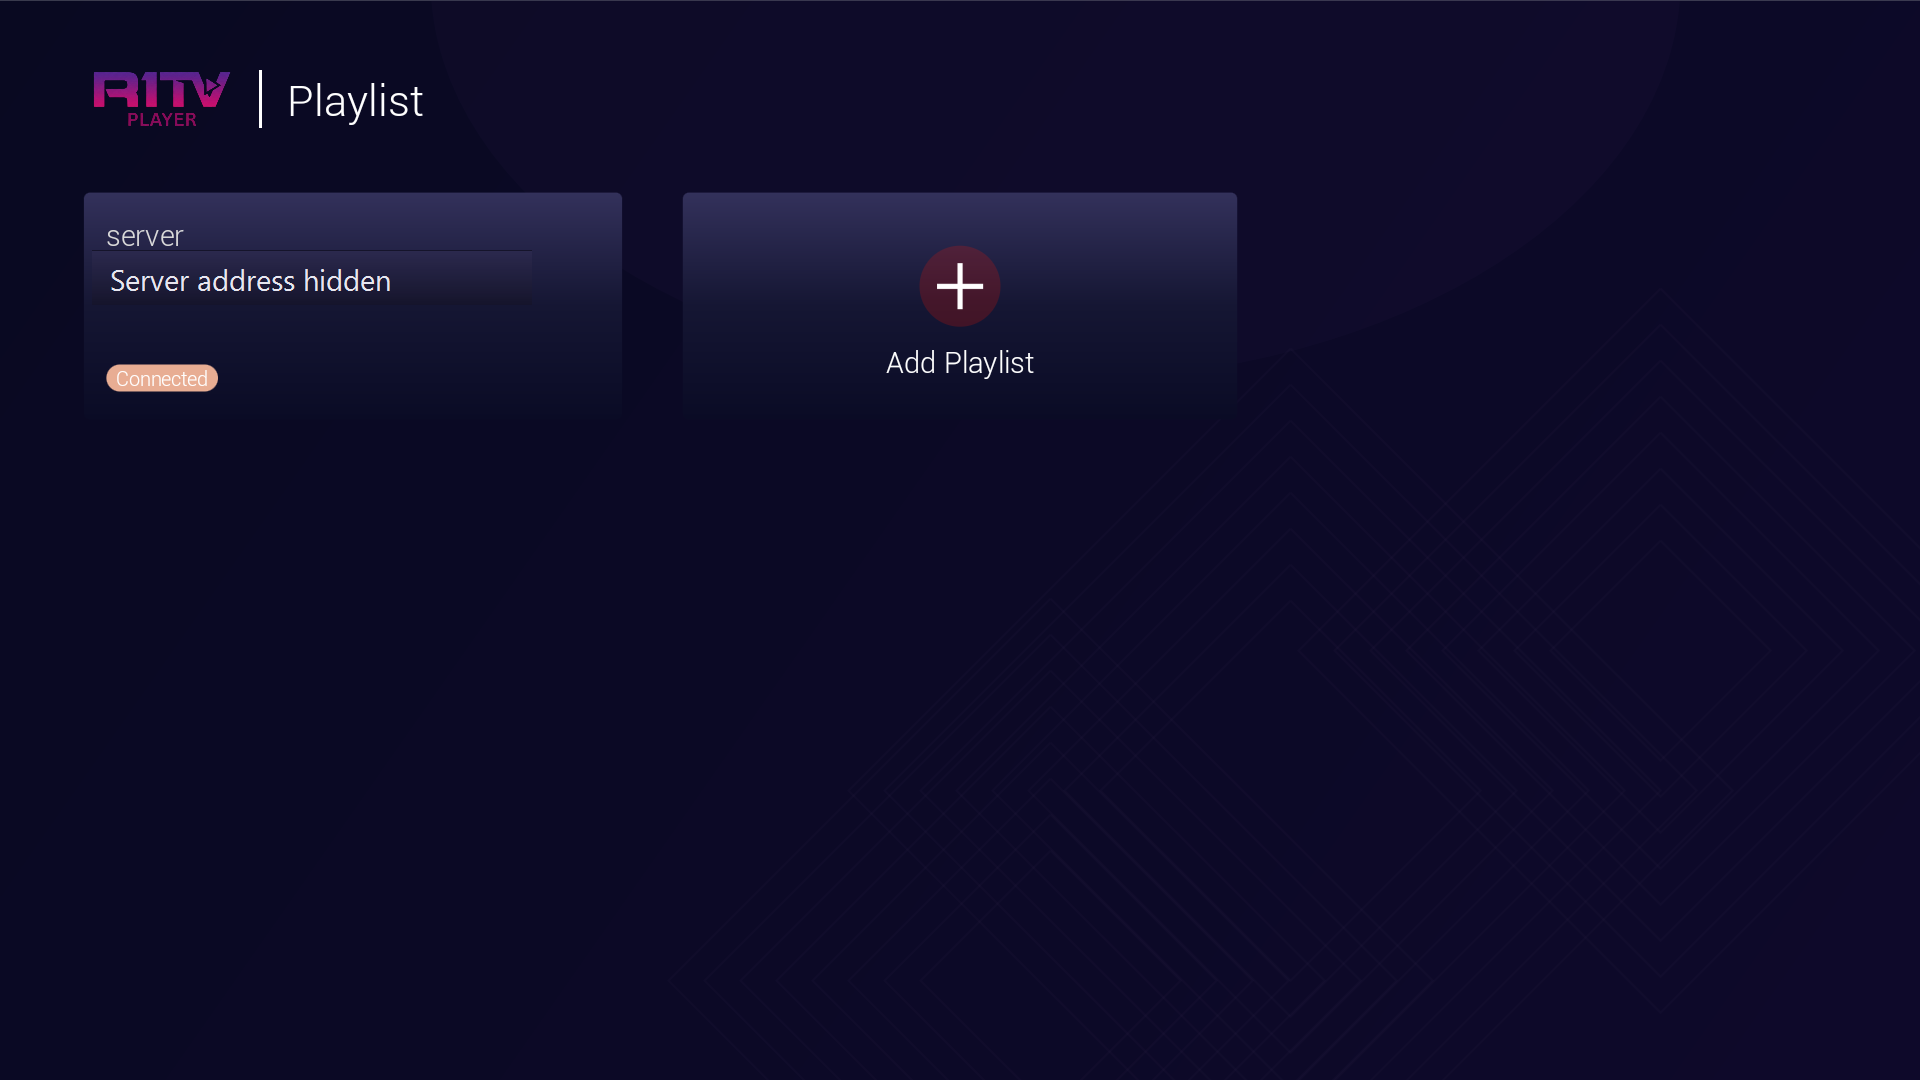 R1TV
PLAYER
Playlist
server
Server address hidden
Connected
Add Playlist